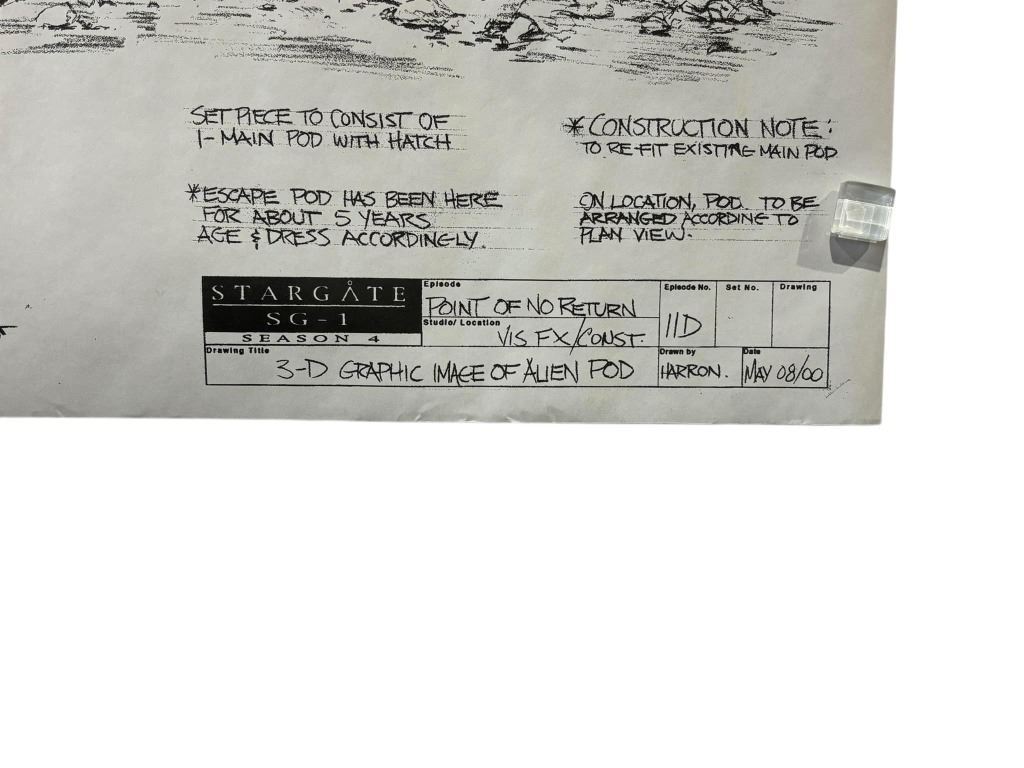 SET PIECE TO CONSIST OF
1- MAIN POD WITH HATCH
*ESCAPE POD HAS BEEN HERE
FOR ABOUT 5 YEARS
AGE & DRESS ACCORDINGLY.
*CONSTRUCTION NOTE:
TO RE-FIT EXISTING MAIN POD
ON LOCATION, POD TO BE
ARRANGED ACCORDING TO
PLAN VIEW.
STARGATE
SG-1
SEASON 4
Episode
POINT OF NO RETURN
Studio/ Location
VIS FX/CONST.
Episode No.
11D
Set No.
Drawing
Drawing Title
3-D GRAPHIC IMAGE OF ALIEN POD
Drawn by
HARRON.
Date
MAY 08/00